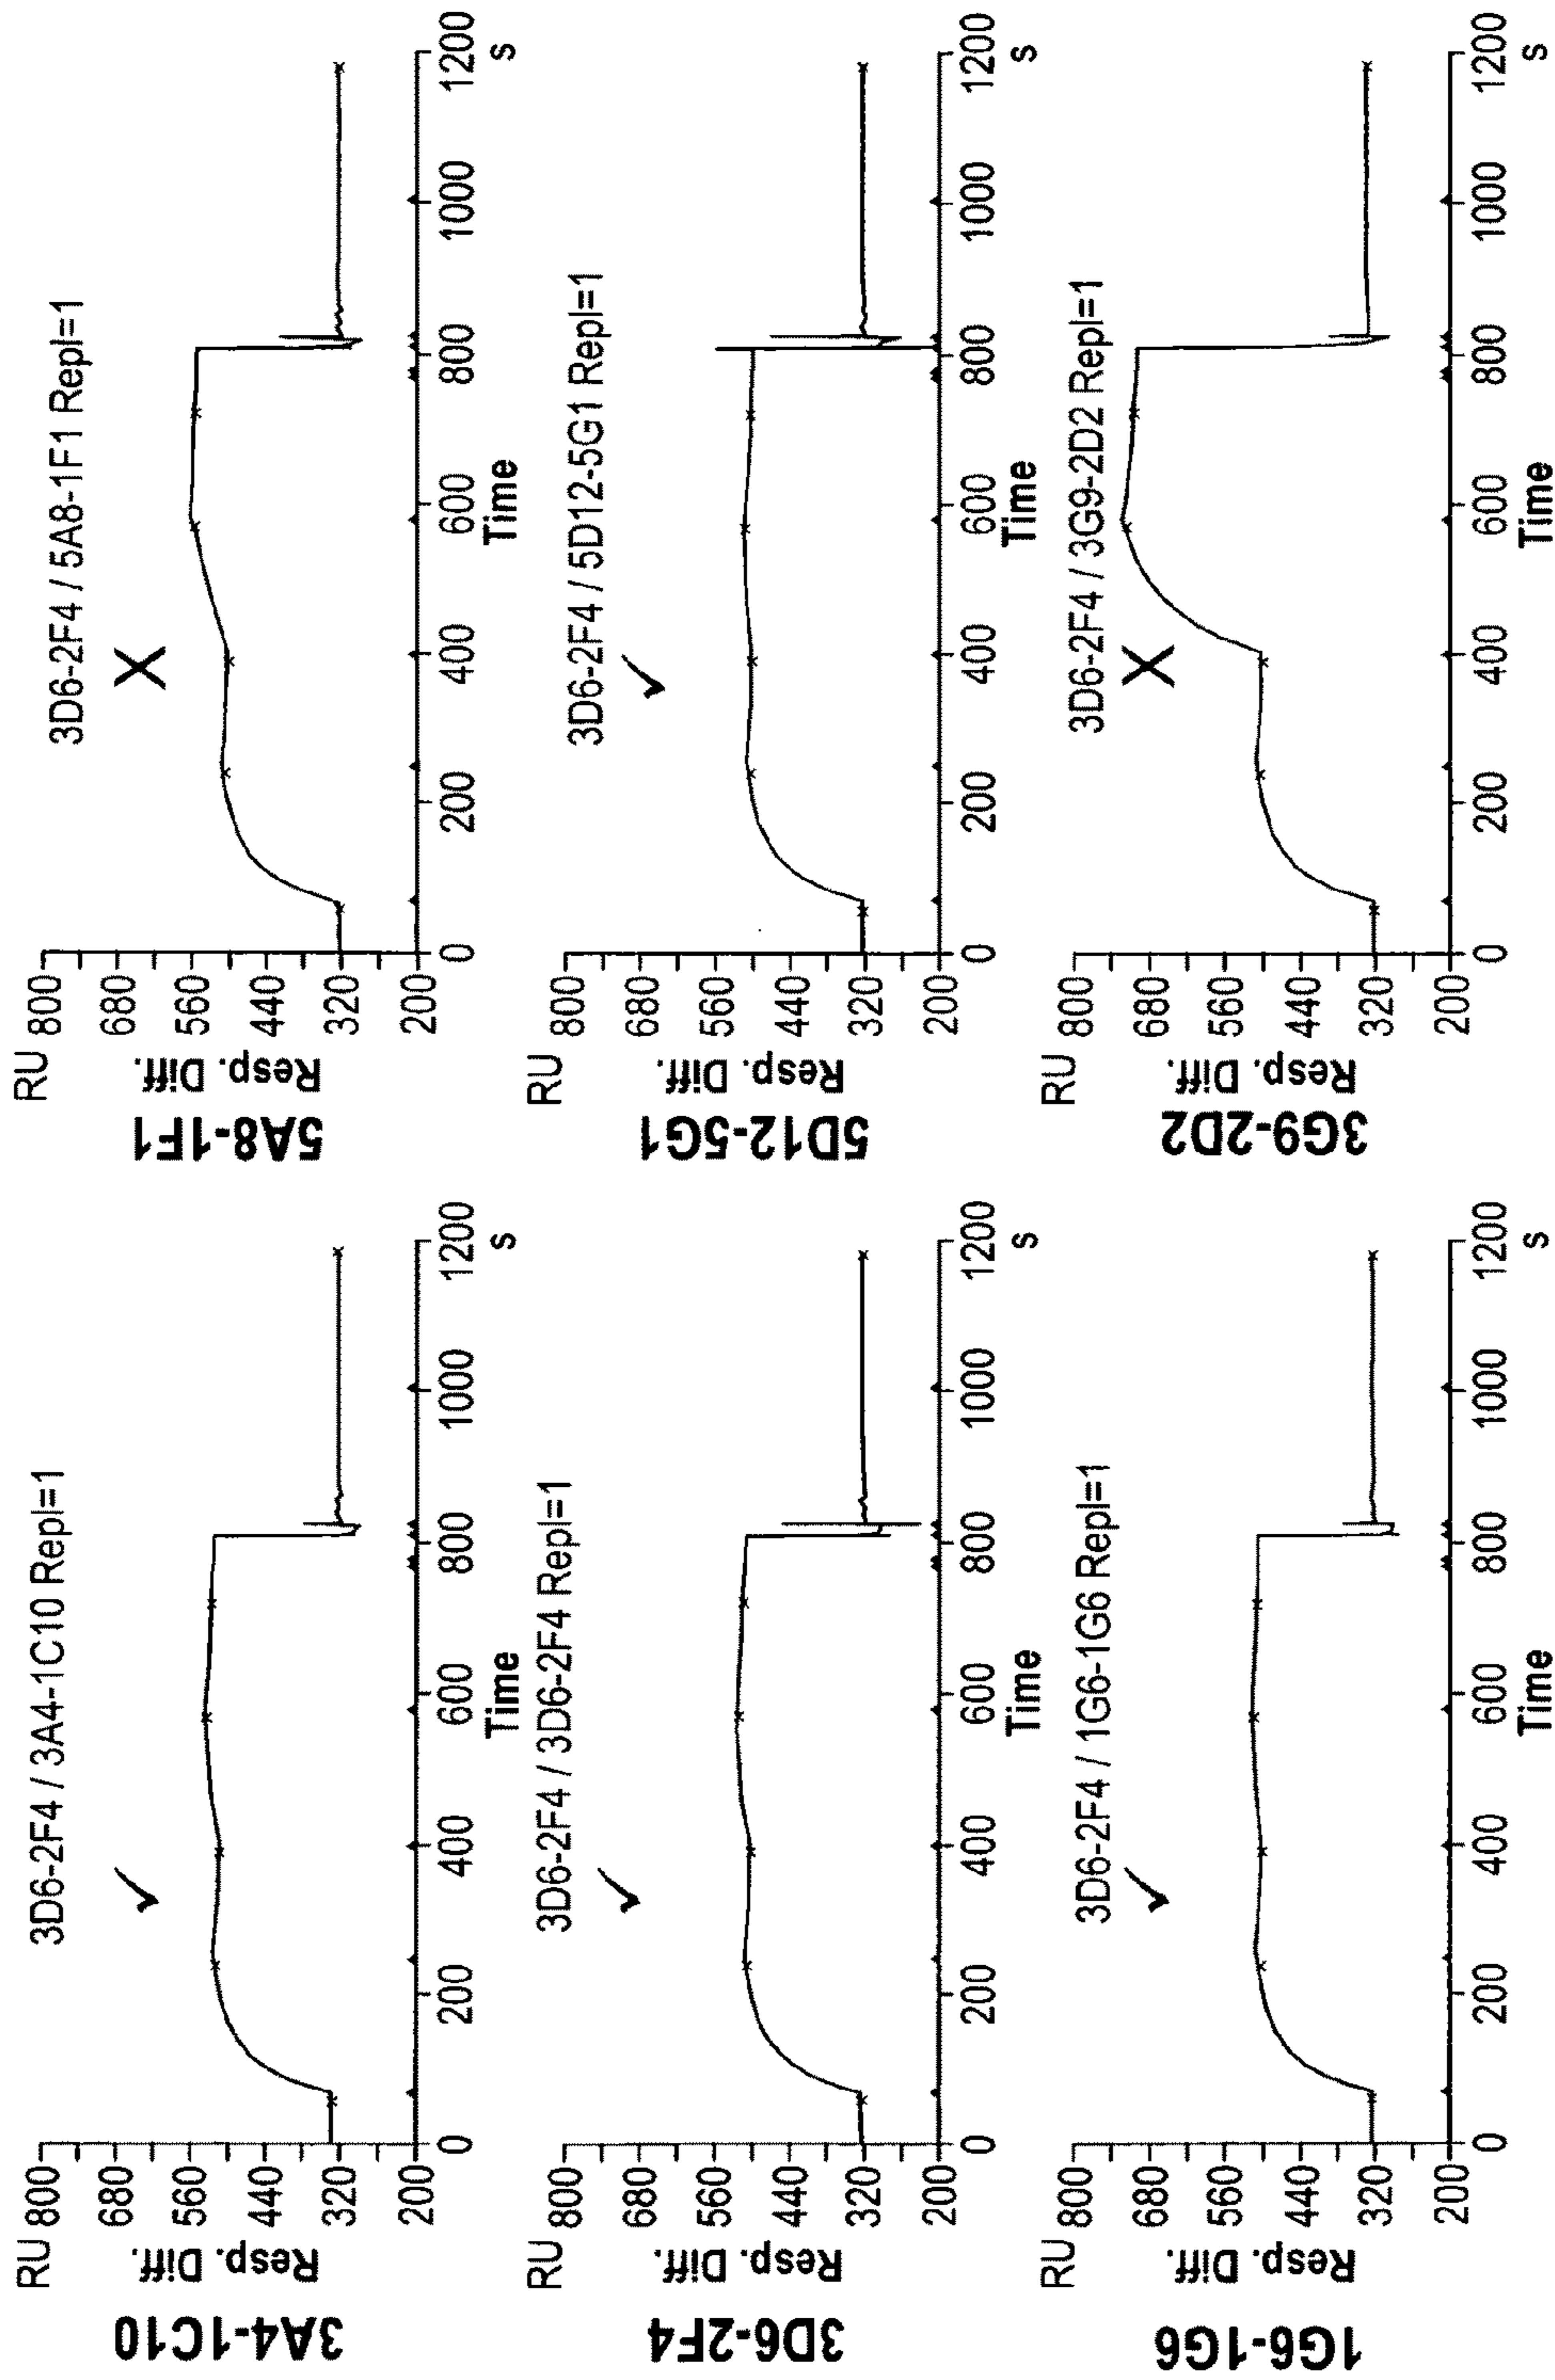 3A4-1C10
RU
Resp. Diff.
800
680
560
440
320
200
3D6-2F4 / 3A4-1C10 Repl=1
✓
0 200 400 600 800 1000 1200
Time
s
5A8-1F1
RU
Resp. Diff.
800
680
560
440
320
200
3D6-2F4 / 5A8-1F1 Repl=1
X
0 200 400 600 800 1000 1200
Time
s
3D6-2F4
RU
Resp. Diff.
800
680
560
440
320
200
3D6-2F4 / 3D6-2F4 Repl=1
✓
0 200 400 600 800 1000 1200
Time
s
5D12-5G1
RU
Resp. Diff.
800
680
560
440
320
200
3D6-2F4 / 5D12-5G1 Repl=1
✓
0 200 400 600 800 1000 1200
Time
s
1G6-1G6
RU
Resp. Diff.
800
680
560
440
320
200
3D6-2F4 / 1G6-1G6 Repl=1
✓
0 200 400 600 800 1000 1200
Time
s
3G9-2D2
RU
Resp. Diff.
800
680
560
440
320
200
3D6-2F4 / 3G9-2D2 Repl=1
X
0 200 400 600 800 1000 1200
Time
s